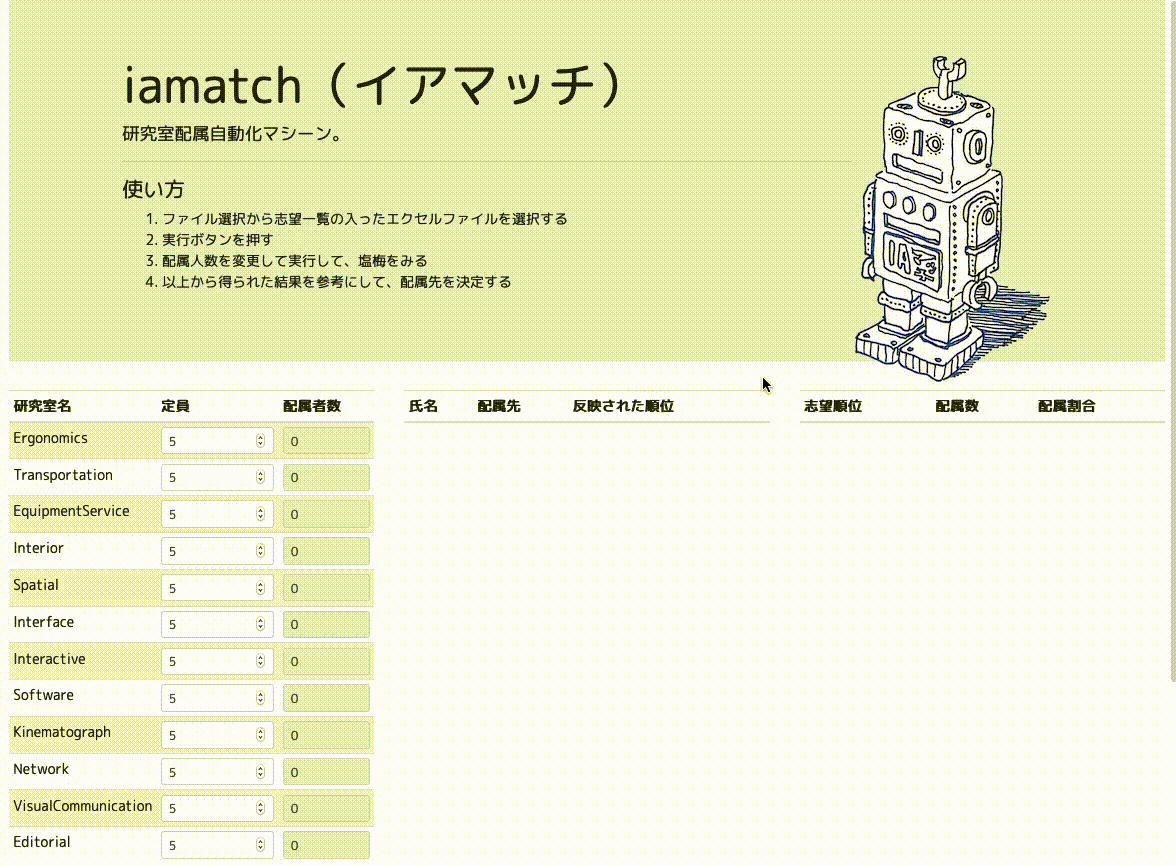 iamatch（イアマッチ）
研究室配属自動化マシーン。
使い方
1. ファイル選択から志望一覧の入ったエクセルファイルを選択する
2. 実行ボタンを押す
3. 配属人数を変更して実行して、塩梅をみる
4. 以上から得られた結果を参考にして、配属先を決定する
IA
研究室名 定員 配属者数 氏名 配属先 反映された順位 志望順位 配属数 配属割合
Ergonomics 5 0
Transportation 5 0
EquipmentService 5 0
Interior 5 0
Spatial 5 0
Interface 5 0
Interactive 5 0
Software 5 0
Kinematograph 5 0
Network 5 0
VisualCommunication 5 0
Editorial 5 0